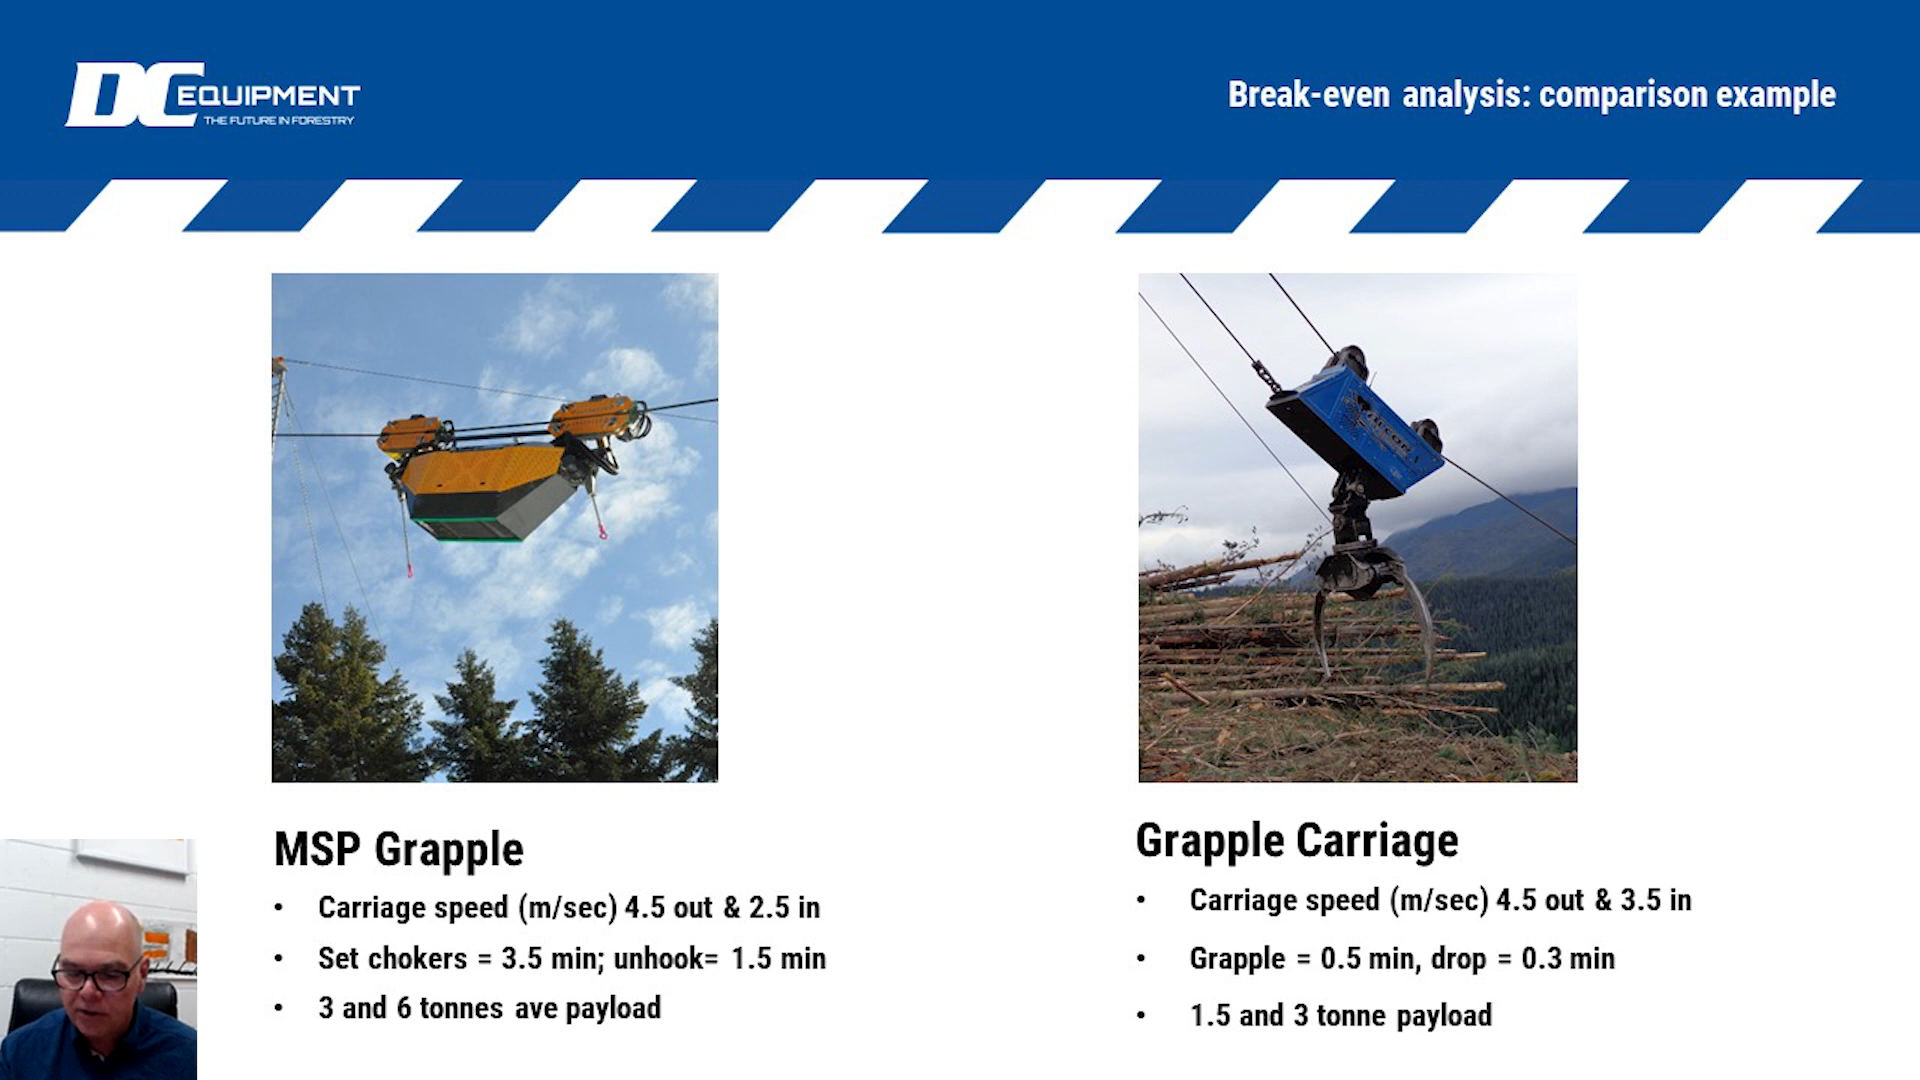 DC EQUIPMENT
THE FUTURE IN FORESTRY
Break-even analysis: comparison example
MSP Grapple
• Carriage speed (m/sec) 4.5 out & 2.5 in
• Set chokers = 3.5 min; unhook= 1.5 min
• 3 and 6 tonnes ave payload
Grapple Carriage
• Carriage speed (m/sec) 4.5 out & 3.5 in
• Grapple = 0.5 min, drop = 0.3 min
• 1.5 and 3 tonne payload